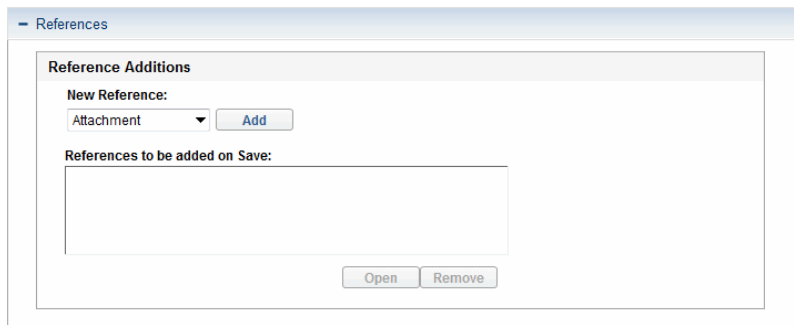 References
Reference Additions
New Reference:
Attachment Add
References to be added on Save:
Open Remove